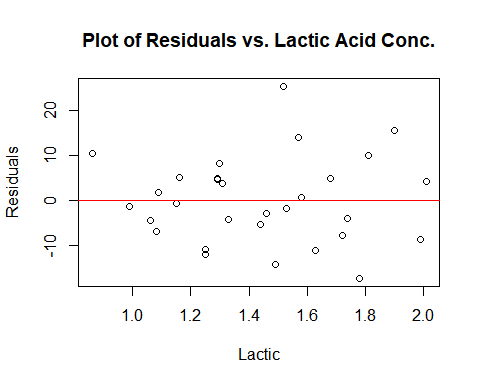 Plot of Residuals vs. Lactic Acid Conc.
Residuals
20
10
0
-10
1.0 1.2 1.4 1.6 1.8 2.0
Lactic